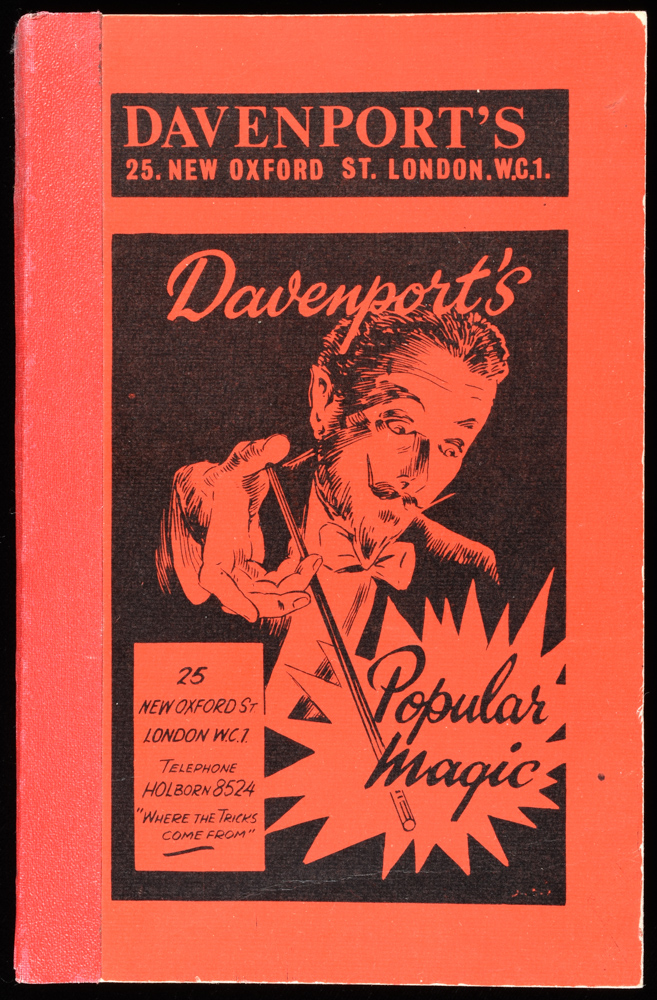 DAVENPORT'S
25. NEW OXFORD ST. LONDON. W.C.1.
Davenport's
Popular
Magic
25
NEW OXFORD ST
LONDON W.C.1.
TELEPHONE
HOLBORN 8524
"WHERE THE TRICKS
COME FROM"